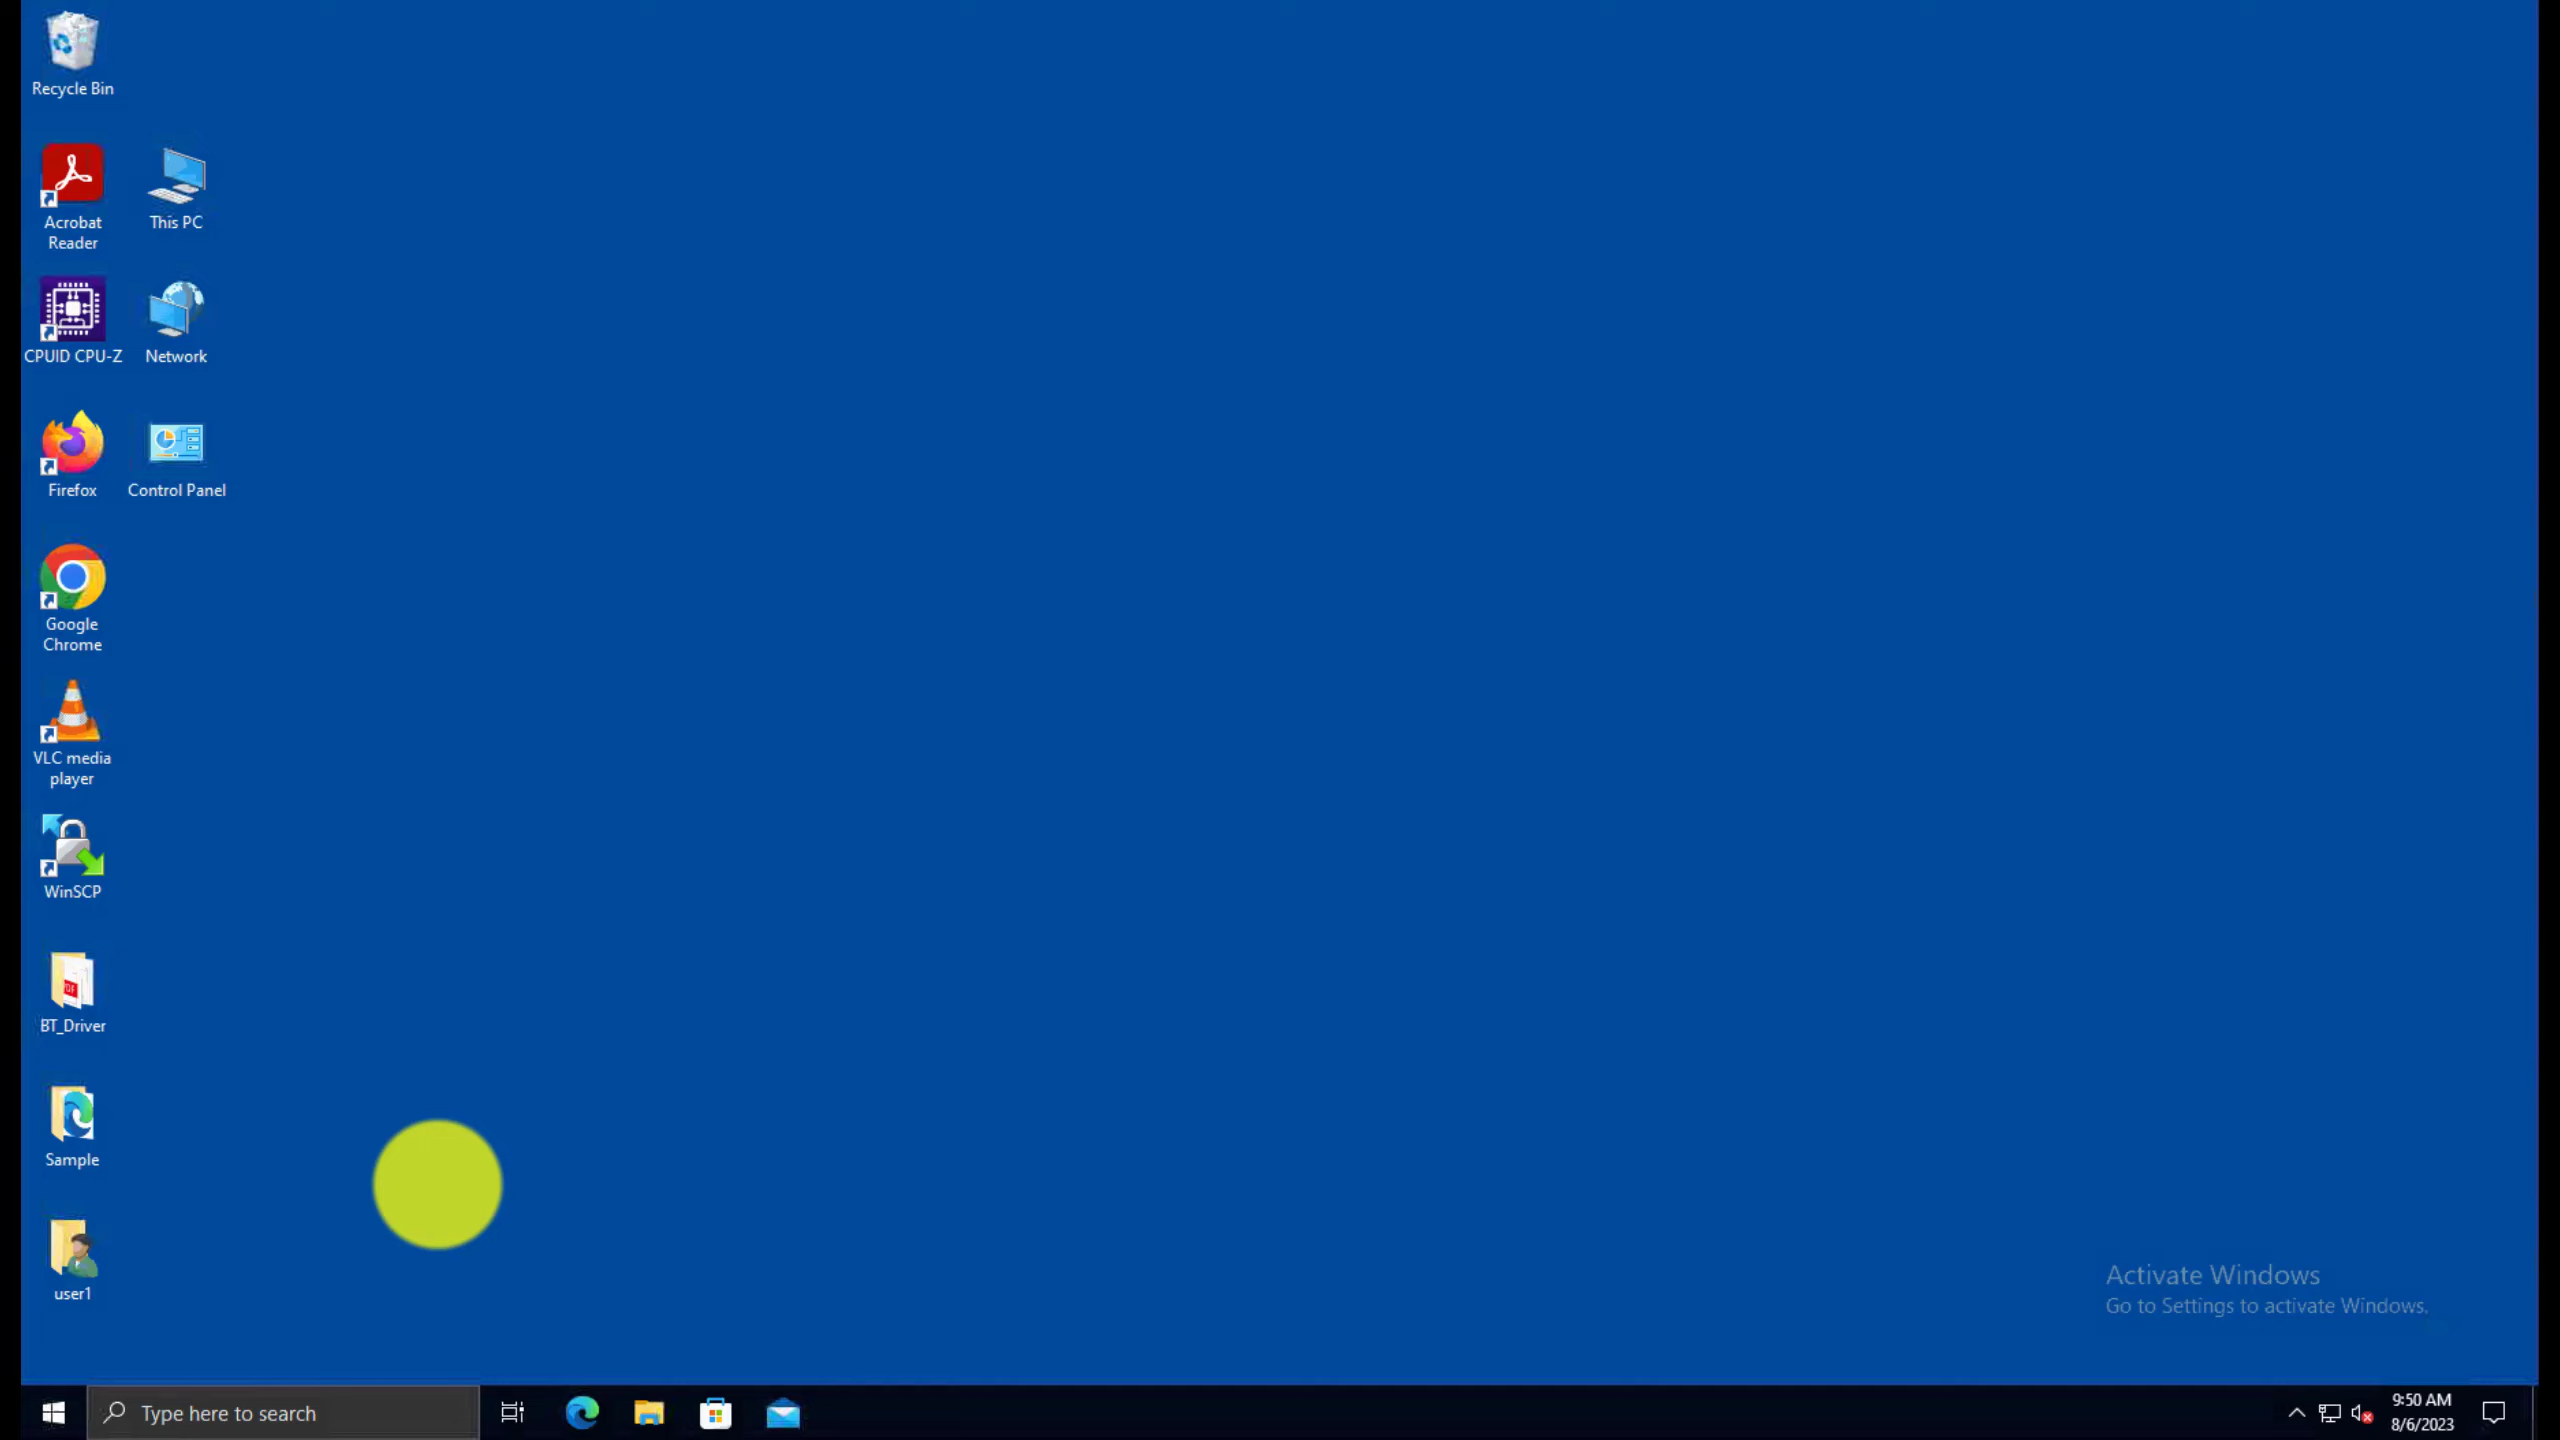 Recycle Bin
Acrobat
Reader
This PC
CPUID CPU-Z
Network
Firefox
Control Panel
Google
Chrome
VLC media
player
WinSCP
PDF
BT_Driver
Sample
user1
Activate Windows
Go to Settings to activate Windows.
Type here to search
9:50 AM
8/6/2023